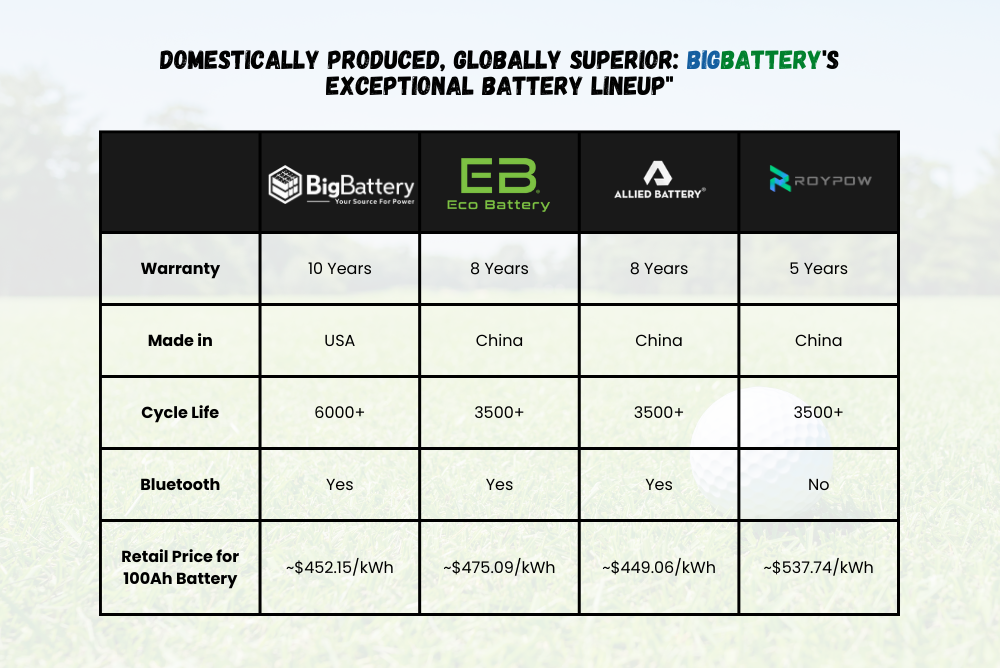 DOMESTICALLY PRODUCED, GLOBALLY SUPERIOR: BIGBATTERY'S
EXCEPTIONAL BATTERY LINEUP"
BigBattery
Your Source For Power
EB
Eco Battery
ALLIED BATTERY®
ROYPOW
Warranty
10 Years
8 Years
8 Years
5 Years
Made in
USA
China
China
China
Cycle Life
6000+
3500+
3500+
3500+
Bluetooth
Yes
Yes
Yes
No
Retail Price for
100Ah Battery
~$452.15/kWh
~$475.09/kWh
~$449.06/kWh
~$537.74/kWh